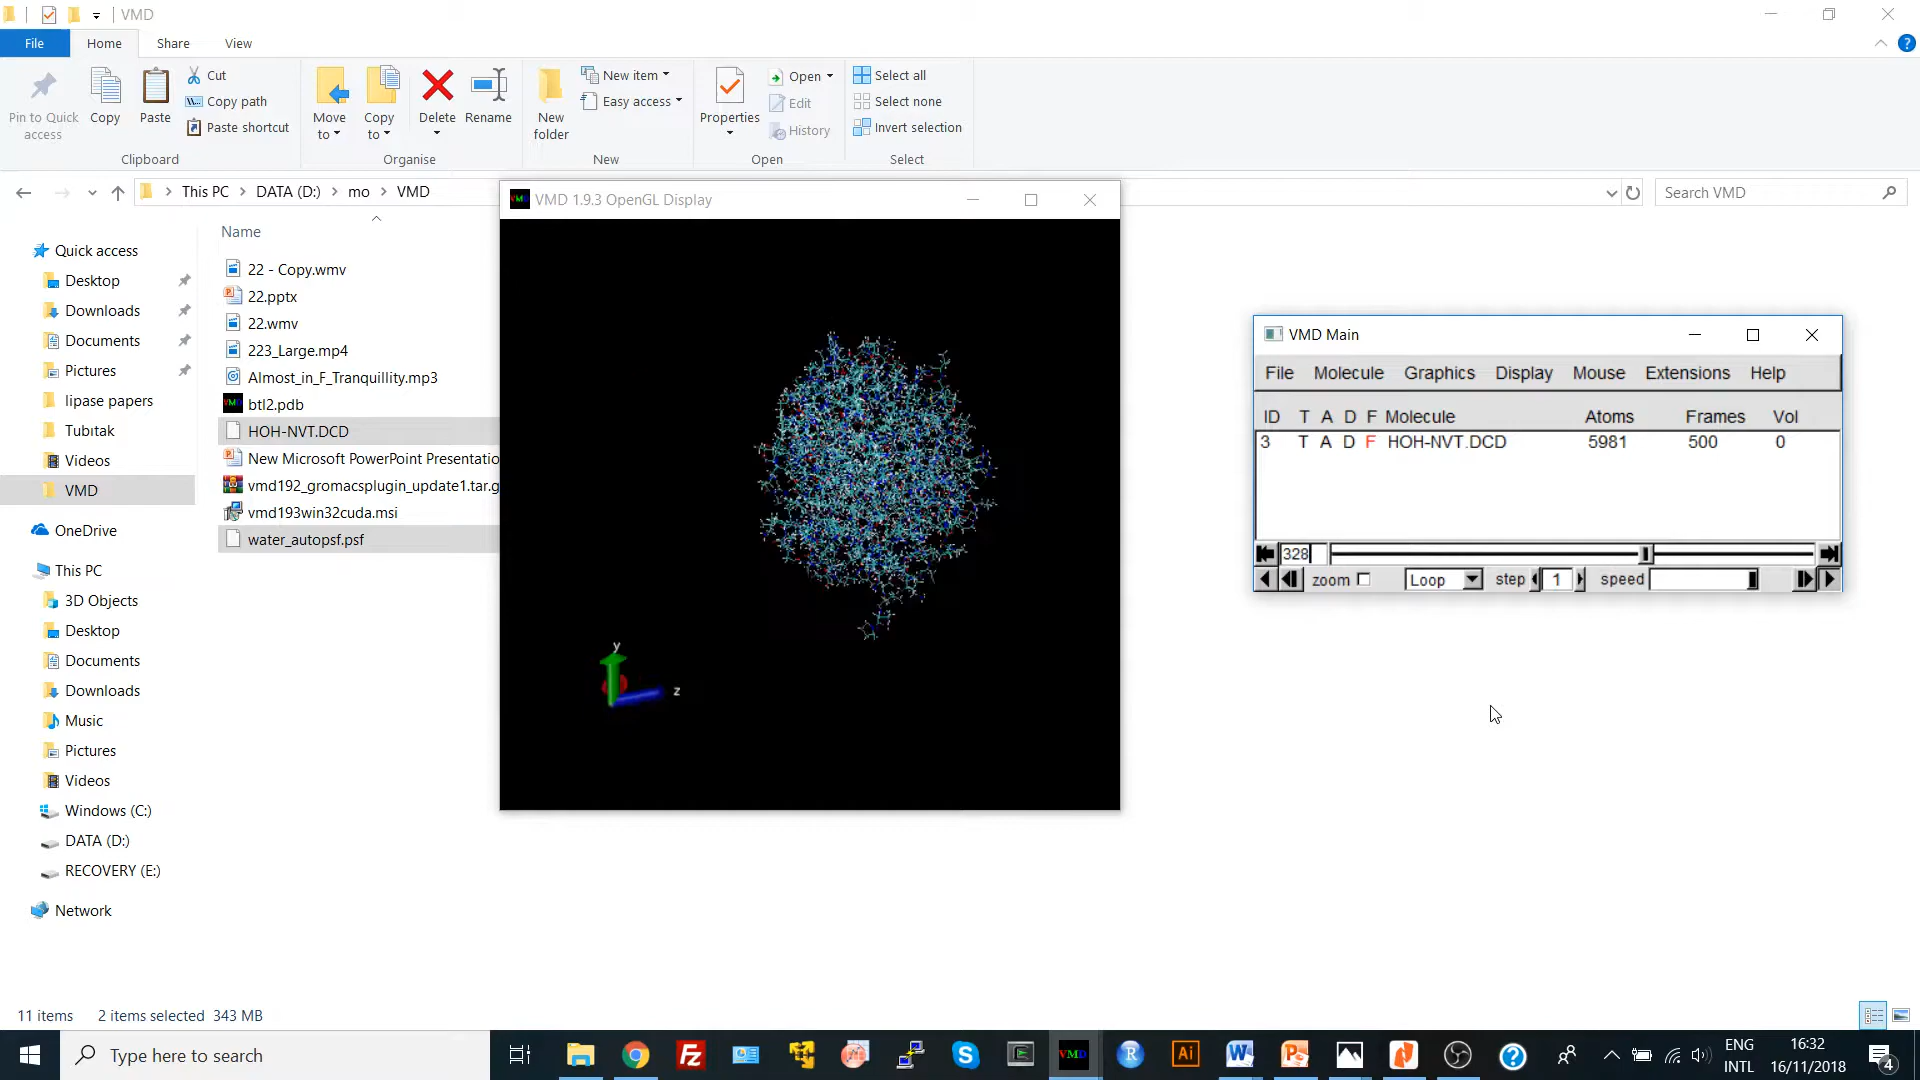 VMD
File Home Share View
Pin to Quick access
Copy
Paste
Cut
Copy path
Paste shortcut
Clipboard
Move to
Copy to
Delete
Rename
Organise
New folder
New item
Easy access
New
Properties
Open
Edit
History
Open
Select all
Select none
Invert selection
Select
This PC > DATA (D:) > mo > VMD
Search VMD
Quick access
Desktop
Downloads
Documents
Pictures
lipase papers
Tubıtak
Videos
VMD
OneDrive
This PC
3D Objects
Desktop
Documents
Downloads
Music
Pictures
Videos
Windows (C:)
DATA (D:)
RECOVERY (E:)
Network
Name
22 - Copy.wmv
22.pptx
22.wmv
223_Large.mp4
Almost_in_F_Tranquillity.mp3
btl2.pdb
HOH-NVT.DCD
New Microsoft PowerPoint Presentatio
vmd192_gromacsplugin_update1.tar.g
vmd193win32cuda.msi
water_autopsf.psf
VMD 1.9.3 OpenGL Display
y
z
VMD Main
File Molecule Graphics Display Mouse Extensions Help
ID T A D F Molecule Atoms Frames Vol
3 T A D F HOH-NVT.DCD 5981 500 0
328
zoom Loop step 1 speed
11 items 2 items selected 343 MB
Type here to search
VMD
ENG
INTL
16:32
16/11/2018
4